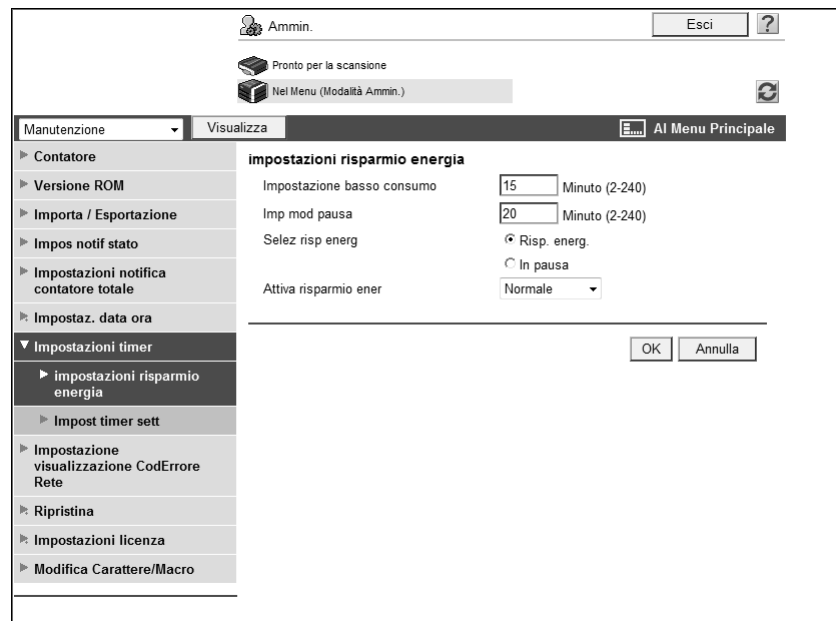 Ammin.
Esci
?
Pronto per la scansione
Nel Menu (Modalità Ammin.)
Manutenzione
Visualizza
Al Menu Principale
Contatore
Versione ROM
Importa / Esportazione
Impos notif stato
Impostazioni notifica
contatore totale
Impostaz. data ora
Impostazioni timer
impostazioni risparmio
energia
Impost timer sett
Impostazione
visualizzazione CodErrore
Rete
Ripristina
Impostazioni licenza
Modifica Carattere/Macro
impostazioni risparmio energia
Impostazione basso consumo 15 Minuto (2-240)
Imp mod pausa 20 Minuto (2-240)
Selez risp energ Risp. energ.
In pausa
Attiva risparmio ener Normale
OK Annulla